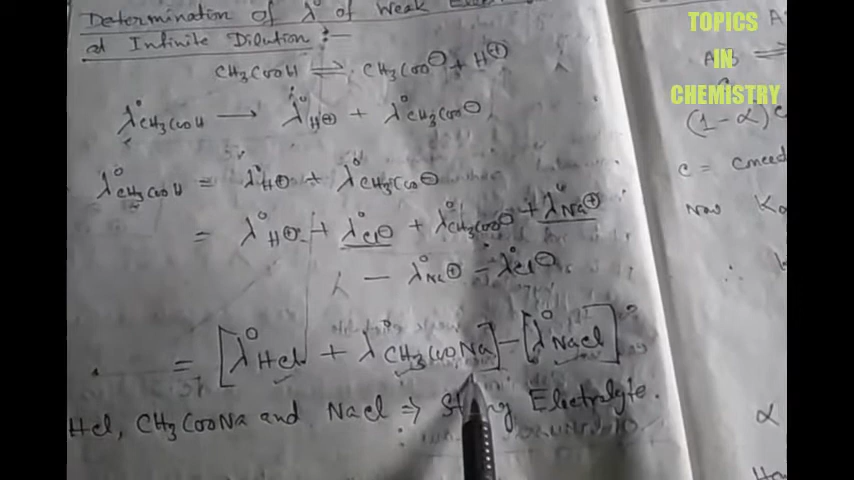 Determination of λ° of Weak
at Infinite Dilution :-
CH₃COOH ⇌ CH₃COO⊖ + H⊕
λ°CH₃COOH → λ°H⊕ + λ°CH₃COO⊖
λ°CH₃COOH = λ°H⊕ + λ°CH₃COO⊖
= λ°H⊕ + λ°Cl⊖ + λ°CH₃COO⊖ + λ°Na⊕
- λ°Na⊕ - λ°Cl⊖
= [λ°HCl + λ°CH₃COONa] - [λ°NaCl]
HCl, CH₃COONa and NaCl ⇒ Strong Electrolyte.
TOPICS
IN
CHEMISTRY
AB ⇌
(1-α)c
c =
Now Ka
∴
α